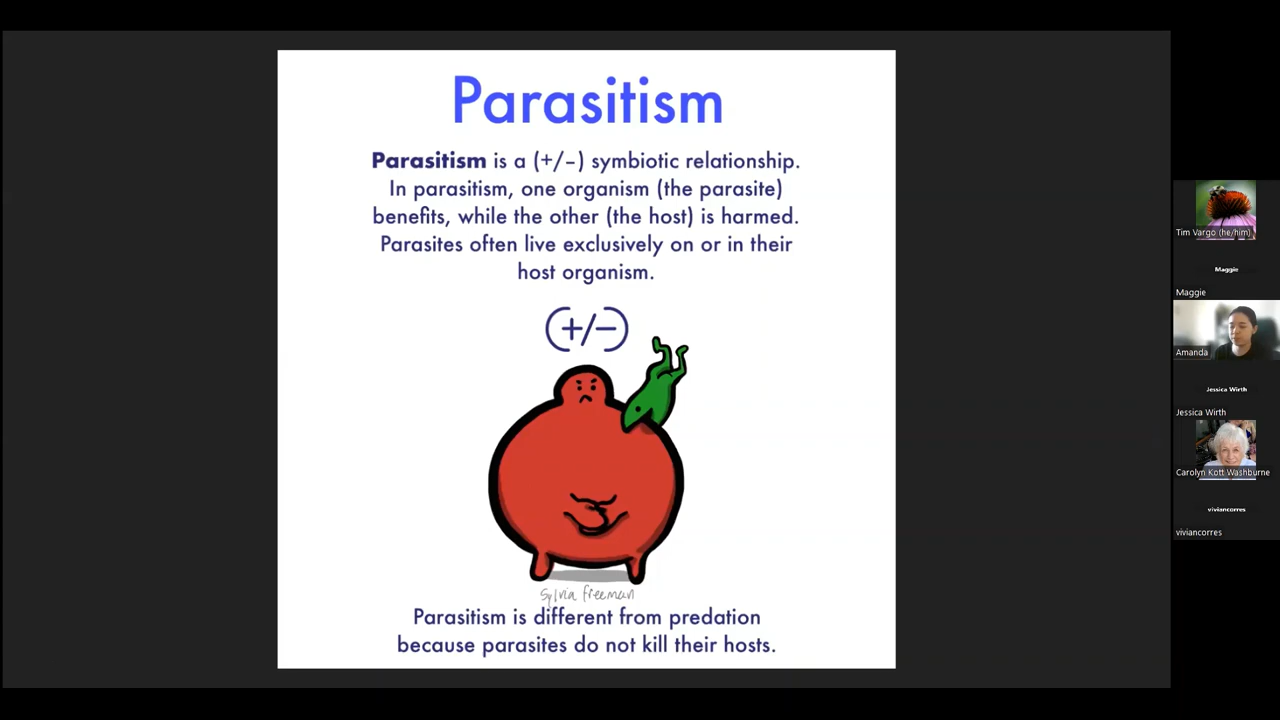 Parasitism
Parasitism is a (+/–) symbiotic relationship.
In parasitism, one organism (the parasite)
benefits, while the other (the host) is harmed.
Parasites often live exclusively on or in their
host organism.
(+/–)
Sylvia Freeman
Parasitism is different from predation
because parasites do not kill their hosts.
Tim Vargo (he/him)
Maggie
Maggie
Amanda
Jessica Wirth
Jessica Wirth
Carolyn Kott Washburne
viviancorres
viviancorres